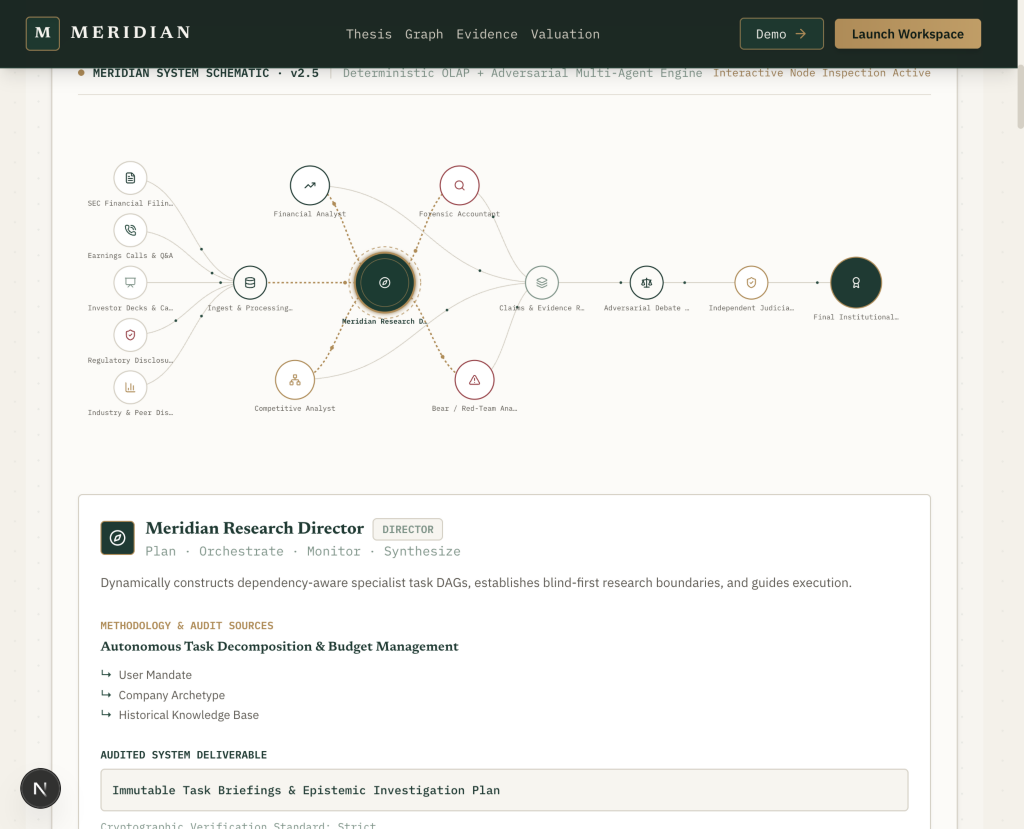 M MERIDIAN Thesis Graph Evidence Valuation Demo → Launch Workspace
MERIDIAN SYSTEM SCHEMATIC · v2.5 Deterministic OLAP + Adversarial Multi-Agent Engine Interactive Node Inspection Active
SEC Financial Filin…
Financial Analyst
Forensic Accountant
Earnings Calls & Q&A
Investor Decks & Ca…
Ingest & Processing…
Meridian Research D…
Claims & Evidence R…
Adversarial Debate …
Independent Judicia…
Final Institutional…
Regulatory Disclosu…
Industry & Peer Dis…
Competitive Analyst
Bear / Red-Team Ana…
Meridian Research Director DIRECTOR
Plan · Orchestrate · Monitor · Synthesize
Dynamically constructs dependency-aware specialist task DAGs, establishes blind-first research boundaries, and guides execution.
METHODOLOGY & AUDIT SOURCES
Autonomous Task Decomposition & Budget Management
↳ User Mandate
↳ Company Archetype
↳ Historical Knowledge Base
AUDITED SYSTEM DELIVERABLE
Immutable Task Briefings & Epistemic Investigation Plan
Cryptographic Verification Standard: Strict
N